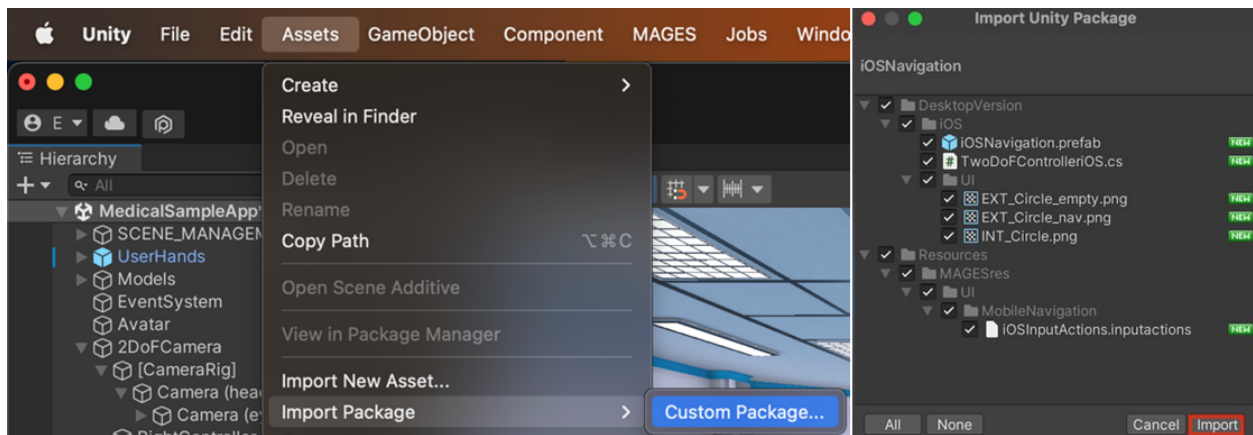 Unity File Edit Assets GameObject Component MAGES Jobs Windo
E
Hierarchy
All
MedicalSampleApp*
SCENE_MANAGEM
UserHands
Models
EventSystem
Avatar
2DoFCamera
[CameraRig]
Camera (head
Camera (e
RightController
Create
Reveal in Finder
Open
Delete
Rename
Copy Path ⌥⌘C
Open Scene Additive
View in Package Manager
Import New Asset...
Import Package
Custom Package...
Import Unity Package
iOSNavigation
DesktopVersion
iOS
iOSNavigation.prefab NEW
TwoDoFControlleriOS.cs NEW
UI
EXT_Circle_empty.png NEW
EXT_Circle_nav.png NEW
INT_Circle.png NEW
Resources
MAGESres
UI
MobileNavigation
iOSInputActions.inputactions NEW
All None Cancel Import